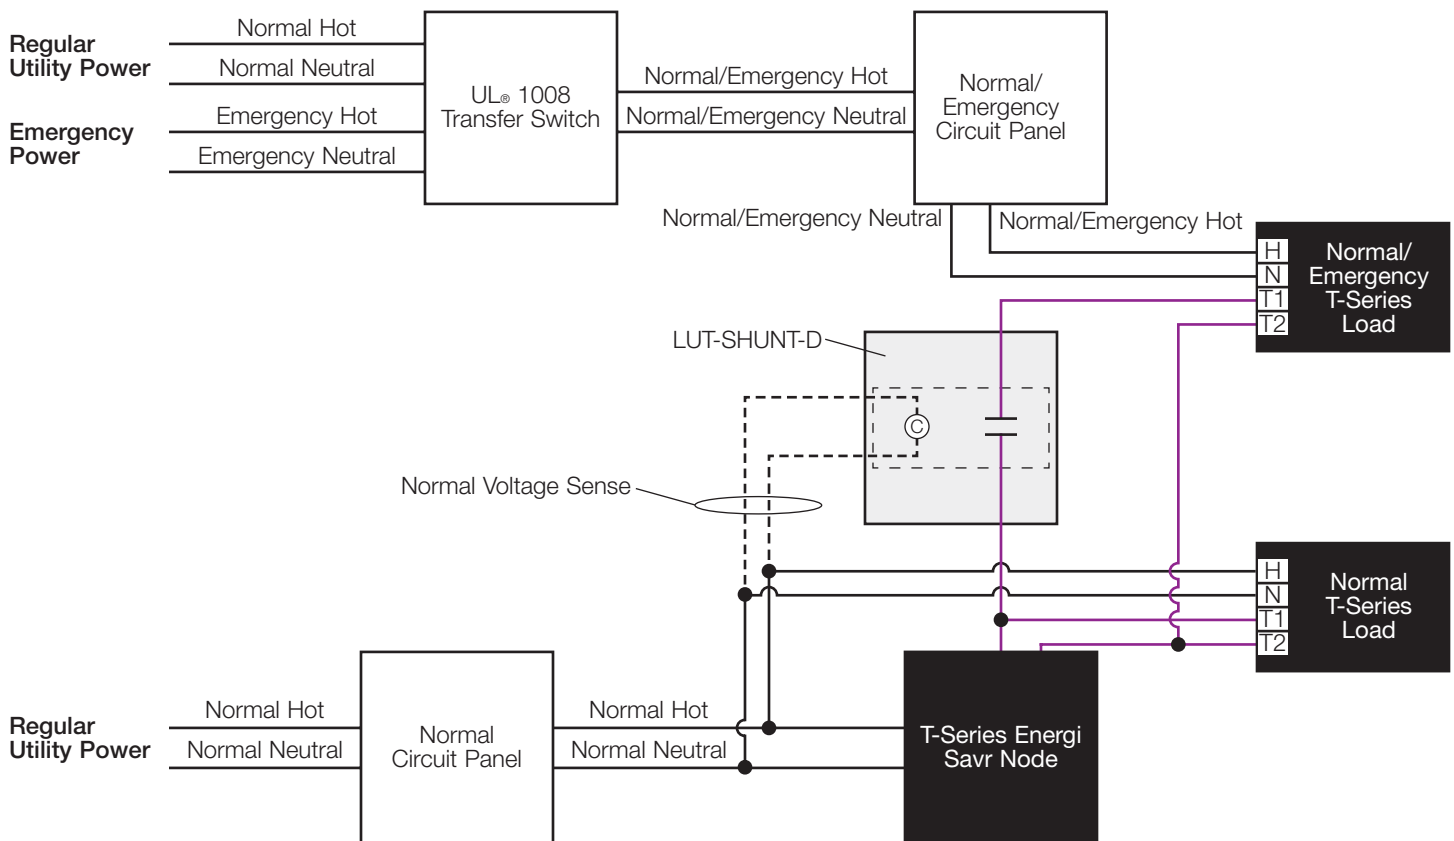 Regular
Utility Power
Normal Hot
Normal Neutral
Emergency
Power
Emergency Hot
Emergency Neutral
UL® 1008
Transfer Switch
Normal/Emergency Hot
Normal/Emergency Neutral
Normal/
Emergency
Circuit Panel
Normal/Emergency Neutral
Normal/Emergency Hot
H
N
T1
T2
Normal/
Emergency
T-Series
Load
LUT-SHUNT-D
C
Normal Voltage Sense
H
N
T1
T2
Normal
T-Series
Load
Regular
Utility Power
Normal Hot
Normal Neutral
Normal
Circuit Panel
Normal Hot
Normal Neutral
T-Series Energi
Savr Node